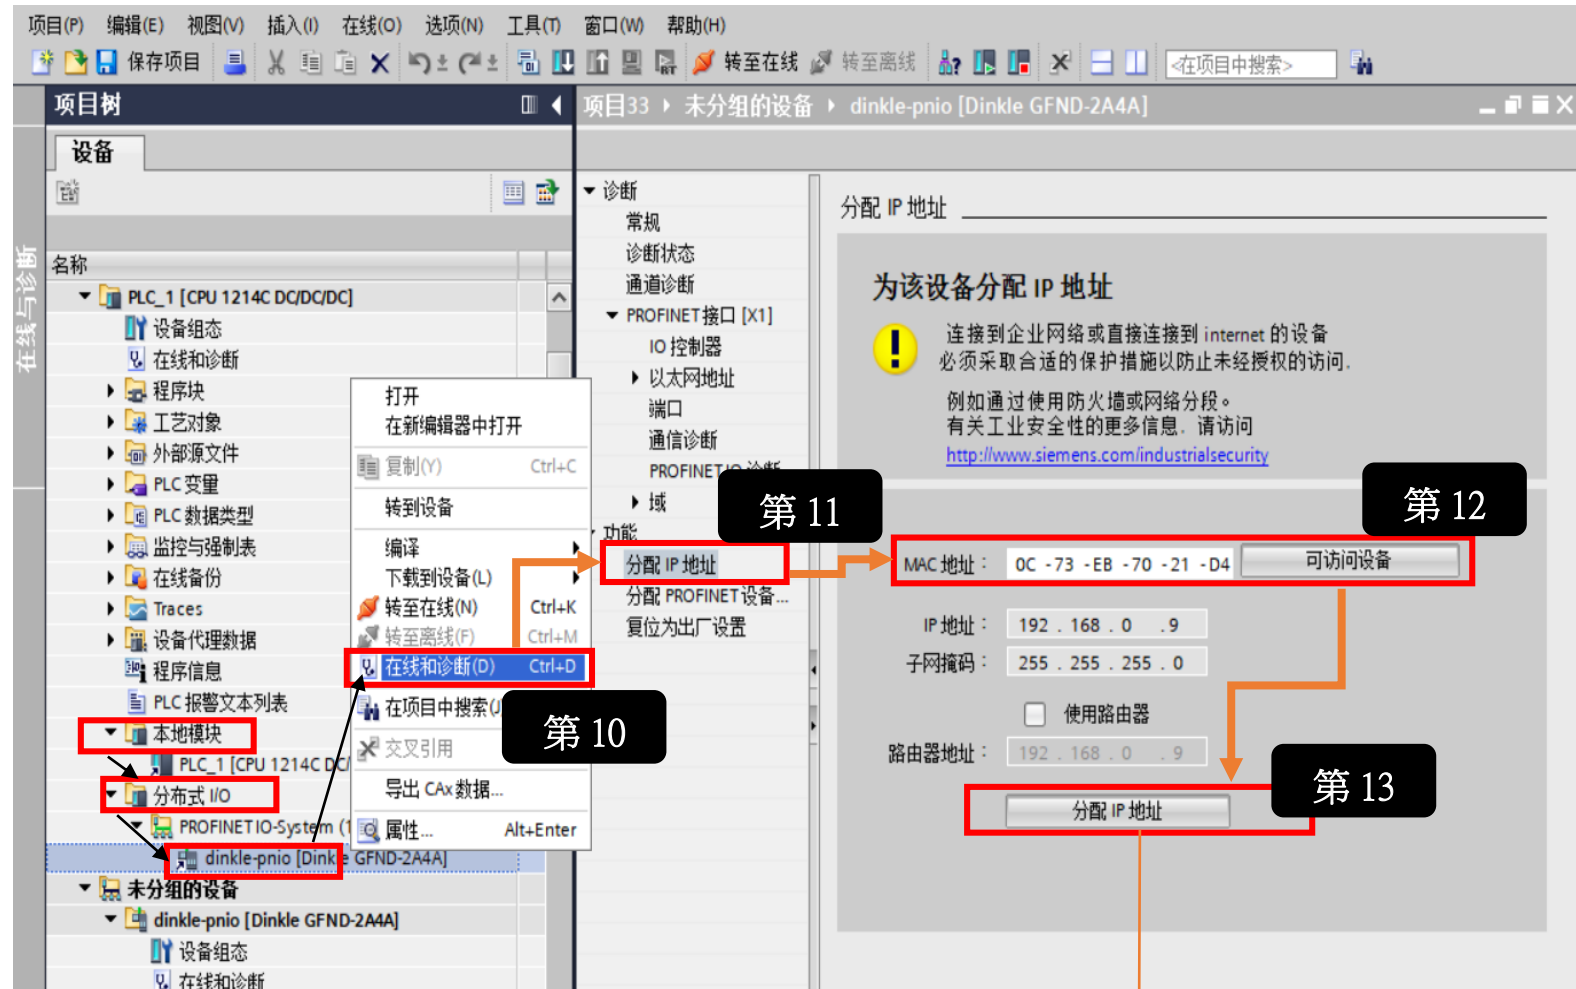 项目(P) 编辑(E) 视图(V) 插入(I) 在线(O) 选项(N) 工具(T) 窗口(W) 帮助(H)
保存项目 转至在线 转至离线 <在项目中搜索>
项目树
项目33 ▸ 未分组的设备 ▸ dinkle-pnio [Dinkle GFND-2A4A]
设备
在线与诊断
名称
PLC_1 [CPU 1214C DC/DC/DC]
设备组态
在线和诊断
程序块
工艺对象
外部源文件
PLC 变量
PLC 数据类型
监控与强制表
在线备份
Traces
设备代理数据
程序信息
PLC 报警文本列表
本地模块
PLC_1 [CPU 1214C DC/
分布式 I/O
PROFINET IO-System (1
dinkle-pnio [Dinkle GFND-2A4A]
未分组的设备
dinkle-pnio [Dinkle GFND-2A4A]
设备组态
在线和诊断
打开
在新编辑器中打开
复制(Y) Ctrl+C
转到设备
编译
下载到设备(L)
转至在线(N) Ctrl+K
转至离线(F) Ctrl+M
在线和诊断(D) Ctrl+D
在项目中搜索(J
交叉引用
导出 CAx 数据...
属性... Alt+Enter
第 10
诊断
常规
诊断状态
通道诊断
PROFINET 接口 [X1]
IO 控制器
以太网地址
端口
通信诊断
PROFINET IO 诊断
域
功能
分配 IP 地址
分配 PROFINET 设备...
复位为出厂设置
第 11
分配 IP 地址
为该设备分配 IP 地址
连接到企业网络或直接连接到 internet 的设备
必须采取合适的保护措施以防止未经授权的访问.
例如通过使用防火墙或网络分段。
有关工业安全性的更多信息. 请访问
http://www.siemens.com/industrialsecurity
第 12
MAC 地址： 0C -73 -EB -70 -21 -D4 可访问设备
IP 地址： 192 . 168 . 0 . 9
子网掩码： 255 . 255 . 255 . 0
使用路由器
路由器地址： 192 . 168 . 0 . 9
第 13
分配 IP 地址